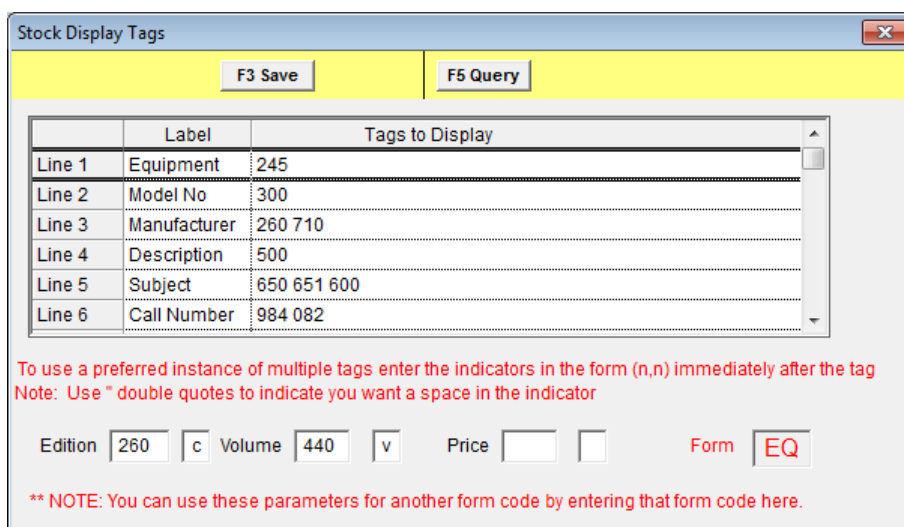 Stock Display Tags
F3 Save F5 Query
Label Tags to Display
Line 1 Equipment 245
Line 2 Model No 300
Line 3 Manufacturer 260 710
Line 4 Description 500
Line 5 Subject 650 651 600
Line 6 Call Number 984 082
To use a preferred instance of multiple tags enter the indicators in the form (n,n) immediately after the tag
Note: Use " double quotes to indicate you want a space in the indicator
Edition 260 c Volume 440 v Price Form EQ
** NOTE: You can use these parameters for another form code by entering that form code here.